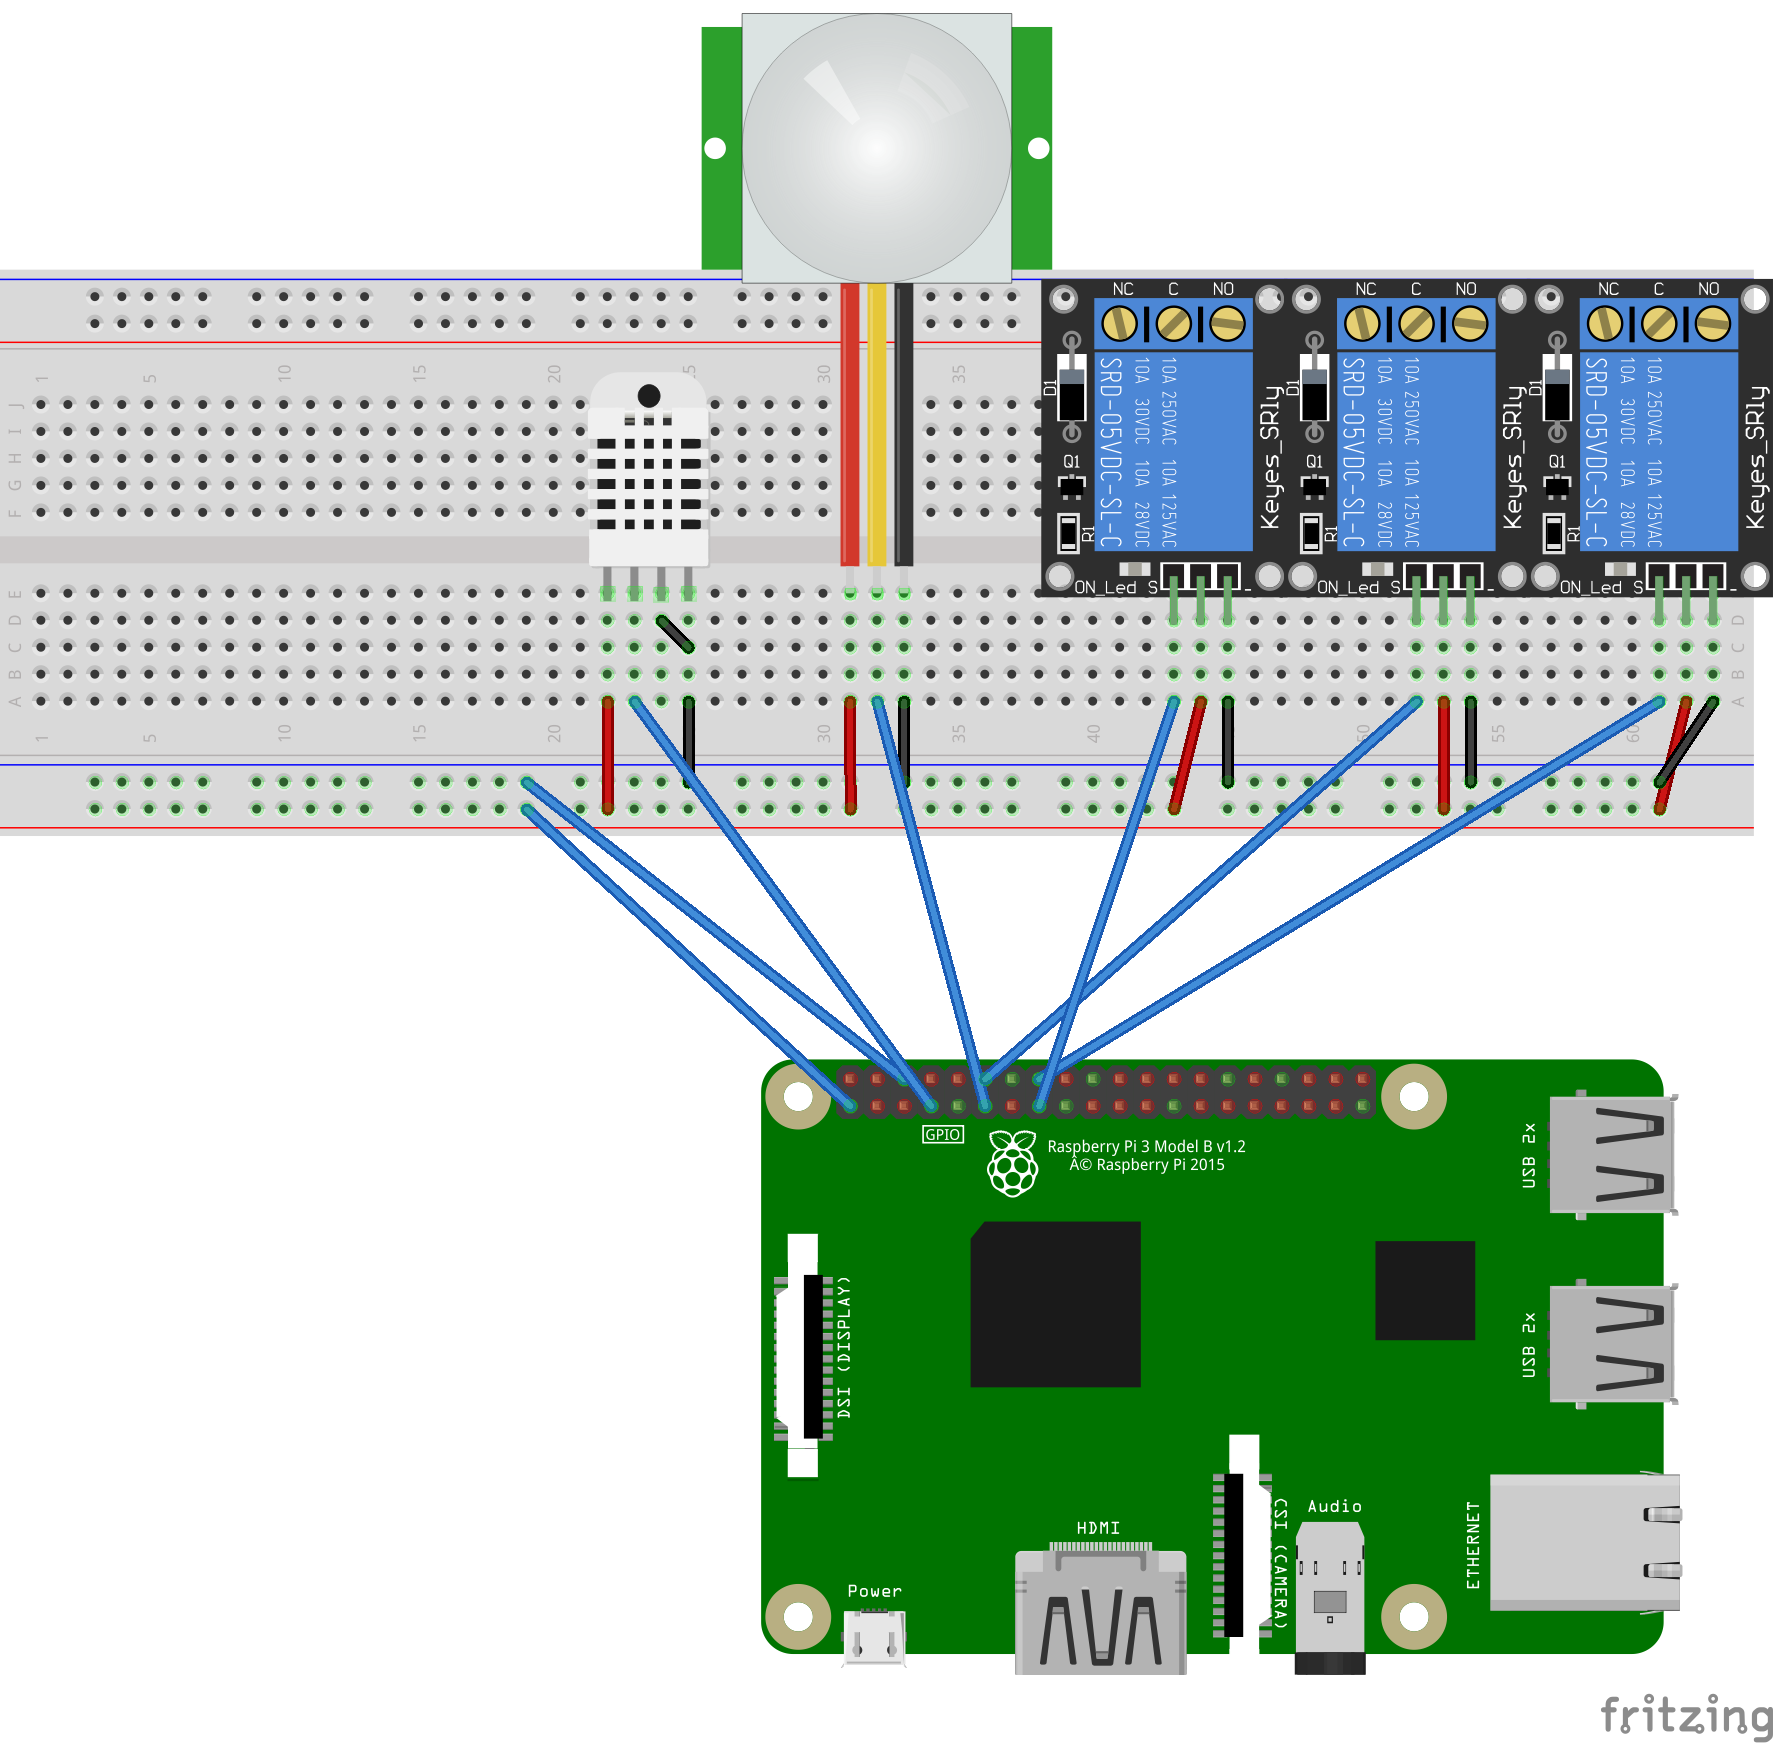 NC C NO
NC C NO
NC C NO
1 5 10 15 20 25 30 35
J
I
H
G
F
D1
SRD-05VDC-SL-C
10A 30VDC 10A 28VDC
10A 250VAC 10A 125VAC
Keyes_SRly
Q1
R1
ON_Led S -
D1
SRD-05VDC-SL-C
10A 30VDC 10A 28VDC
10A 250VAC 10A 125VAC
Keyes_SRly
Q1
R1
ON_Led S -
D1
SRD-05VDC-SL-C
10A 30VDC 10A 28VDC
10A 250VAC 10A 125VAC
Keyes_SRly
Q1
R1
ON_Led S -
E
D D
C C
B B
A A
1 5 10 15 20 30 35 40 50 55 60
GPIO
Raspberry Pi 3 Model B v1.2
Â© Raspberry Pi 2015
USB 2x
DSI (DISPLAY)
USB 2x
CSI (CAMERA)
Audio
ETHERNET
HDMI
Power
fritzing